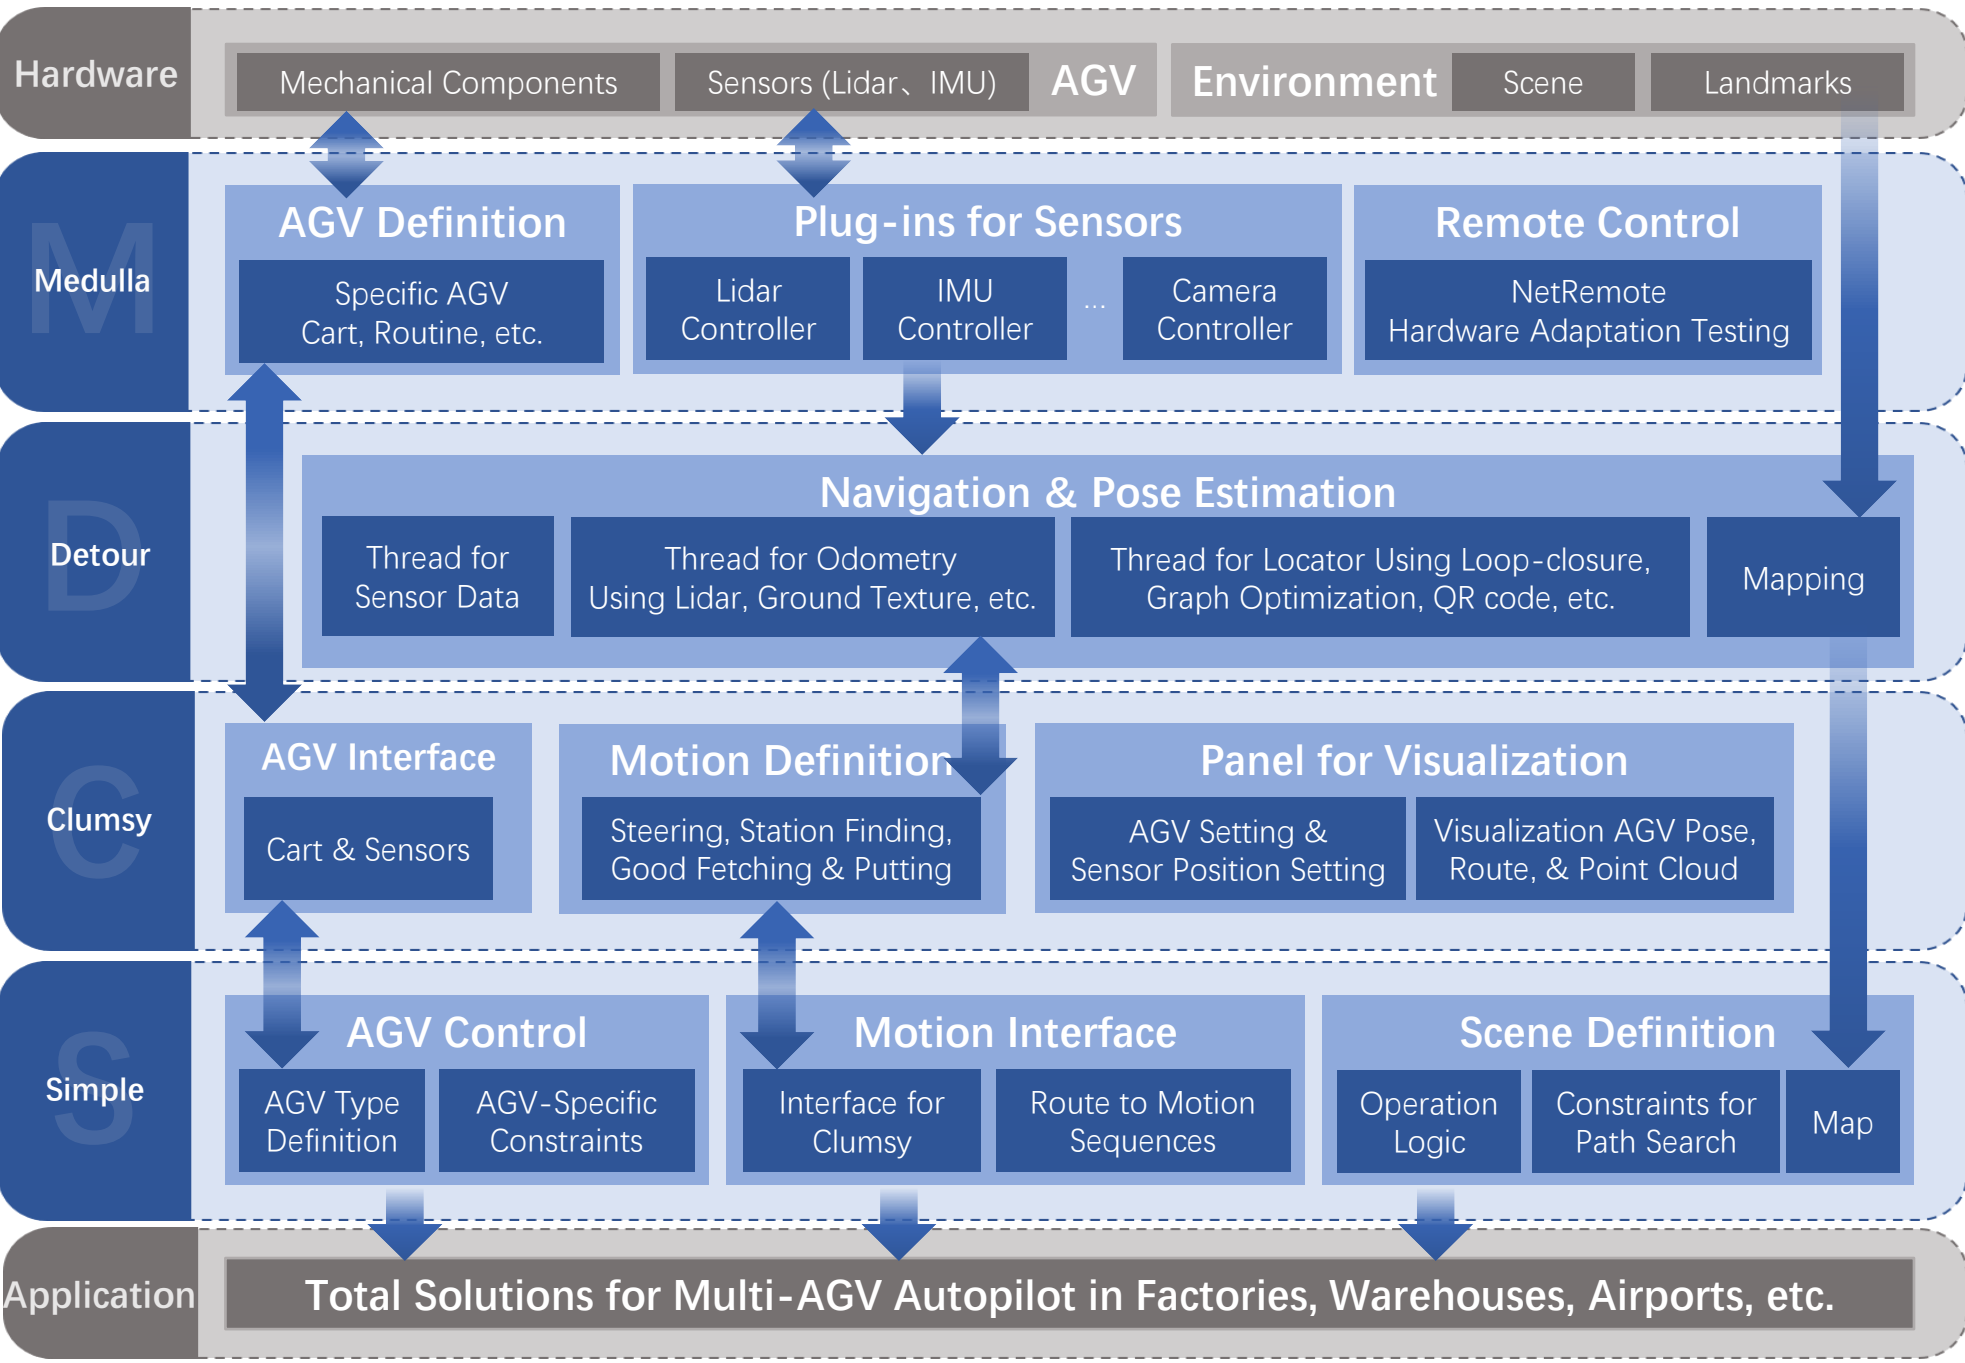 Hardware
Mechanical Components
Sensors (Lidar、IMU)
AGV
Environment
Scene
Landmarks
M
Medulla
AGV Definition
Specific AGV
Cart, Routine, etc.
Plug-ins for Sensors
Lidar
Controller
IMU
Controller
...
Camera
Controller
Remote Control
NetRemote
Hardware Adaptation Testing
D
Detour
Navigation & Pose Estimation
Thread for
Sensor Data
Thread for Odometry
Using Lidar, Ground Texture, etc.
Thread for Locator Using Loop-closure,
Graph Optimization, QR code, etc.
Mapping
C
Clumsy
AGV Interface
Cart & Sensors
Motion Definition
Steering, Station Finding,
Good Fetching & Putting
Panel for Visualization
AGV Setting &
Sensor Position Setting
Visualization AGV Pose,
Route, & Point Cloud
S
Simple
AGV Control
AGV Type
Definition
AGV-Specific
Constraints
Motion Interface
Interface for
Clumsy
Route to Motion
Sequences
Scene Definition
Operation
Logic
Constraints for
Path Search
Map
Application
Total Solutions for Multi-AGV Autopilot in Factories, Warehouses, Airports, etc.